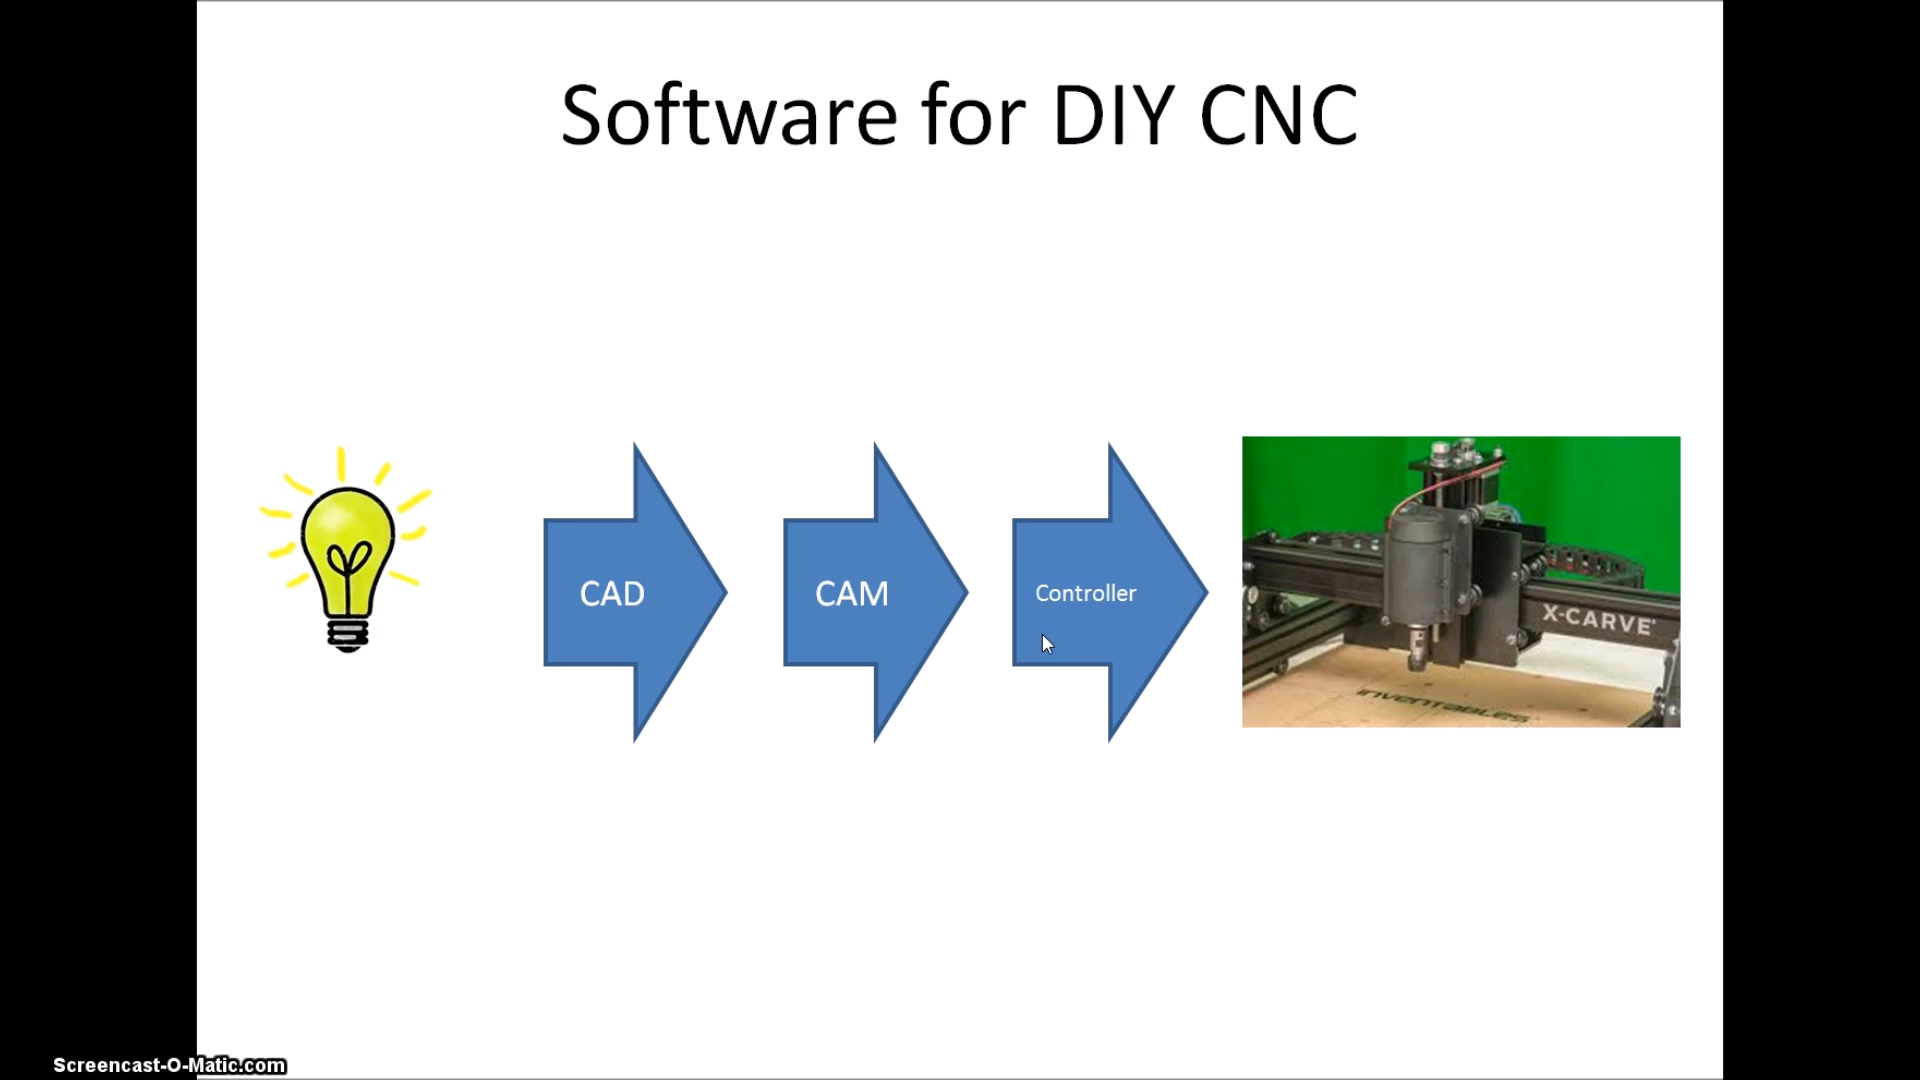 Software for DIY CNC
CAD
CAM
Controller
X-CARVE
inventables
Screencast-O-Matic.com